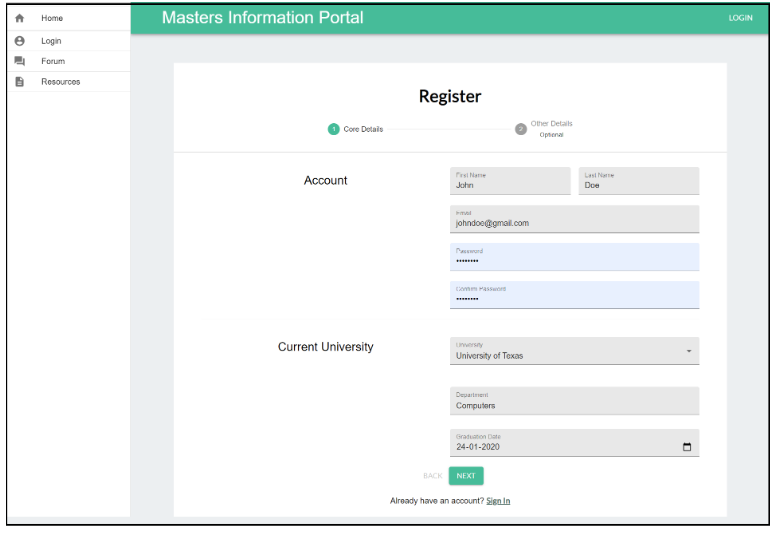 Home
Masters Information Portal
LOGIN
Login
Forum
Resources
Register
1 Core Details
2 Other Details
Optional
Account
First Name
John
Last Name
Doe
Email
johndoe@gmail.com
Password
••••••••
Confirm Password
••••••••
Current University
University
University of Texas
Department
Computers
Graduation Date
24-01-2020
BACK
NEXT
Already have an account? Sign In